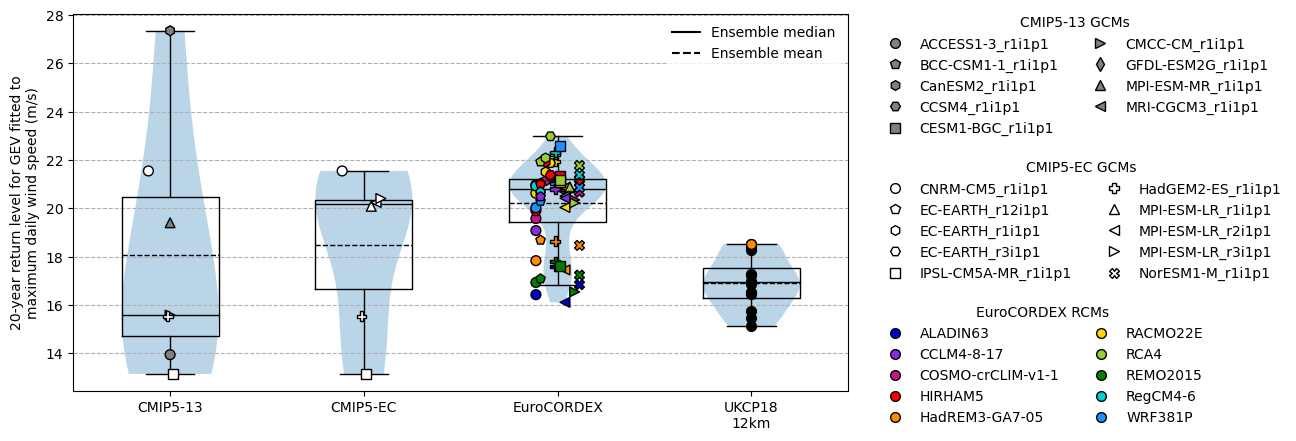 20-year return level for GEV fitted to
maximum daily wind speed (m/s)
28
26
24
22
20
18
16
14
CMIP5-13
CMIP5-EC
EuroCORDEX
UKCP18
12km
Ensemble median
Ensemble mean
CMIP5-13 GCMs
ACCESS1-3_r1i1p1
BCC-CSM1-1_r1i1p1
CanESM2_r1i1p1
CCSM4_r1i1p1
CESM1-BGC_r1i1p1
CMCC-CM_r1i1p1
GFDL-ESM2G_r1i1p1
MPI-ESM-MR_r1i1p1
MRI-CGCM3_r1i1p1
CMIP5-EC GCMs
CNRM-CM5_r1i1p1
EC-EARTH_r12i1p1
EC-EARTH_r1i1p1
EC-EARTH_r3i1p1
IPSL-CM5A-MR_r1i1p1
HadGEM2-ES_r1i1p1
MPI-ESM-LR_r1i1p1
MPI-ESM-LR_r2i1p1
MPI-ESM-LR_r3i1p1
NorESM1-M_r1i1p1
EuroCORDEX RCMs
ALADIN63
CCLM4-8-17
COSMO-crCLIM-v1-1
HIRHAM5
HadREM3-GA7-05
RACMO22E
RCA4
REMO2015
RegCM4-6
WRF381P